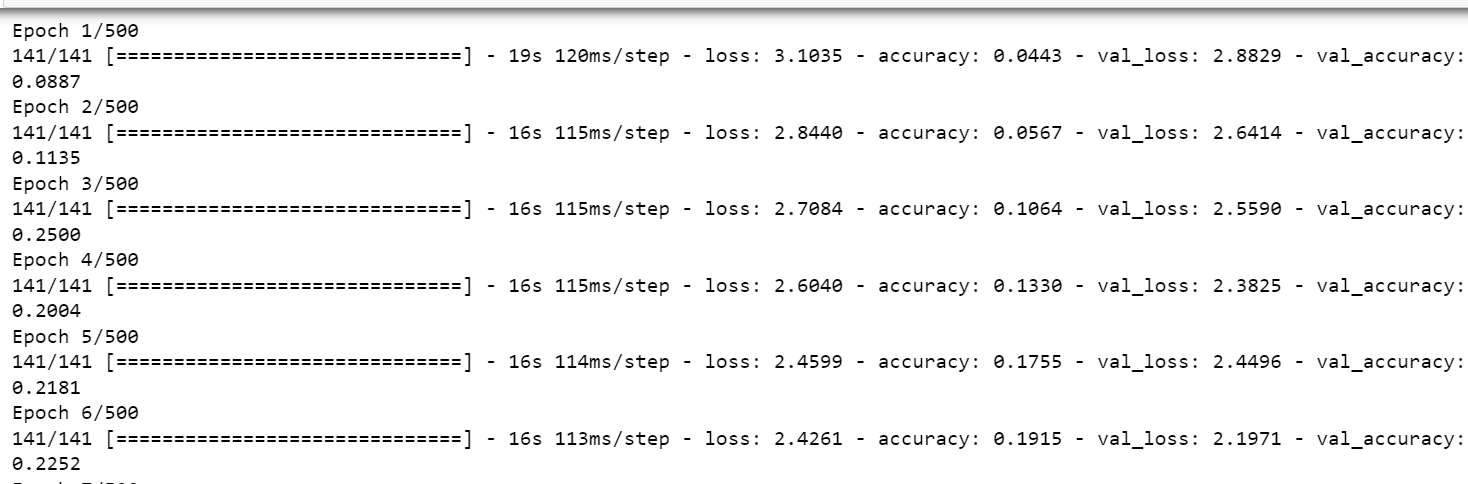 Epoch 1/500
141/141 [==============================] - 19s 120ms/step - loss: 3.1035 - accuracy: 0.0443 - val_loss: 2.8829 - val_accuracy:
0.0887
Epoch 2/500
141/141 [==============================] - 16s 115ms/step - loss: 2.8440 - accuracy: 0.0567 - val_loss: 2.6414 - val_accuracy:
0.1135
Epoch 3/500
141/141 [==============================] - 16s 115ms/step - loss: 2.7084 - accuracy: 0.1064 - val_loss: 2.5590 - val_accuracy:
0.2500
Epoch 4/500
141/141 [==============================] - 16s 115ms/step - loss: 2.6040 - accuracy: 0.1330 - val_loss: 2.3825 - val_accuracy:
0.2004
Epoch 5/500
141/141 [==============================] - 16s 114ms/step - loss: 2.4599 - accuracy: 0.1755 - val_loss: 2.4496 - val_accuracy:
0.2181
Epoch 6/500
141/141 [==============================] - 16s 113ms/step - loss: 2.4261 - accuracy: 0.1915 - val_loss: 2.1971 - val_accuracy:
0.2252